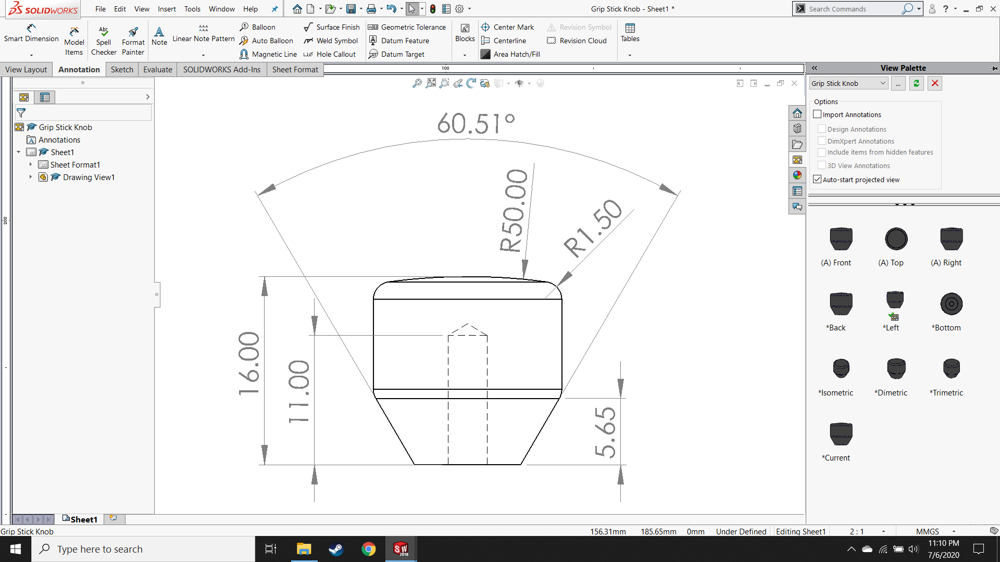 SOLIDWORKS
File Edit View Insert Tools Window Help
Grip Stick Knob - Sheet1 *
Search Commands
?
Smart Dimension
Model Items
Abc
Spell Checker
Format Painter
A
Note
AAA
AAA
Linear Note Pattern
1 Balloon
Auto Balloon
Magnetic Line
Surface Finish
Weld Symbol
Hole Callout
Geometric Tolerance
A Datum Feature
Datum Target
A
Blocks
Center Mark
Centerline
Area Hatch/Fill
Revision Symbol
Revision Cloud
Tables
View Layout
Annotation
Sketch
Evaluate
SOLIDWORKS Add-Ins
Sheet Format
100
200
Grip Stick Knob
A Annotations
Sheet1
Sheet Format1
Drawing View1
60.51°
R50.00
R1.50
16.00
11.00
5.65
View Palette
Grip Stick Knob
...
Options
Import Annotations
Design Annotations
DimXpert Annotations
Include items from hidden features
3D View Annotations
Auto-start projected view
(A) Front
(A) Top
(A) Right
*Back
*Left
*Bottom
*Isometric
*Dimetric
*Trimetric
*Current
Sheet1
Grip Stick Knob
156.31mm
185.65mm
0mm
Under Defined
Editing Sheet1
2 : 1
MMGS
Type here to search
SW
2018
11:10 PM
7/6/2020